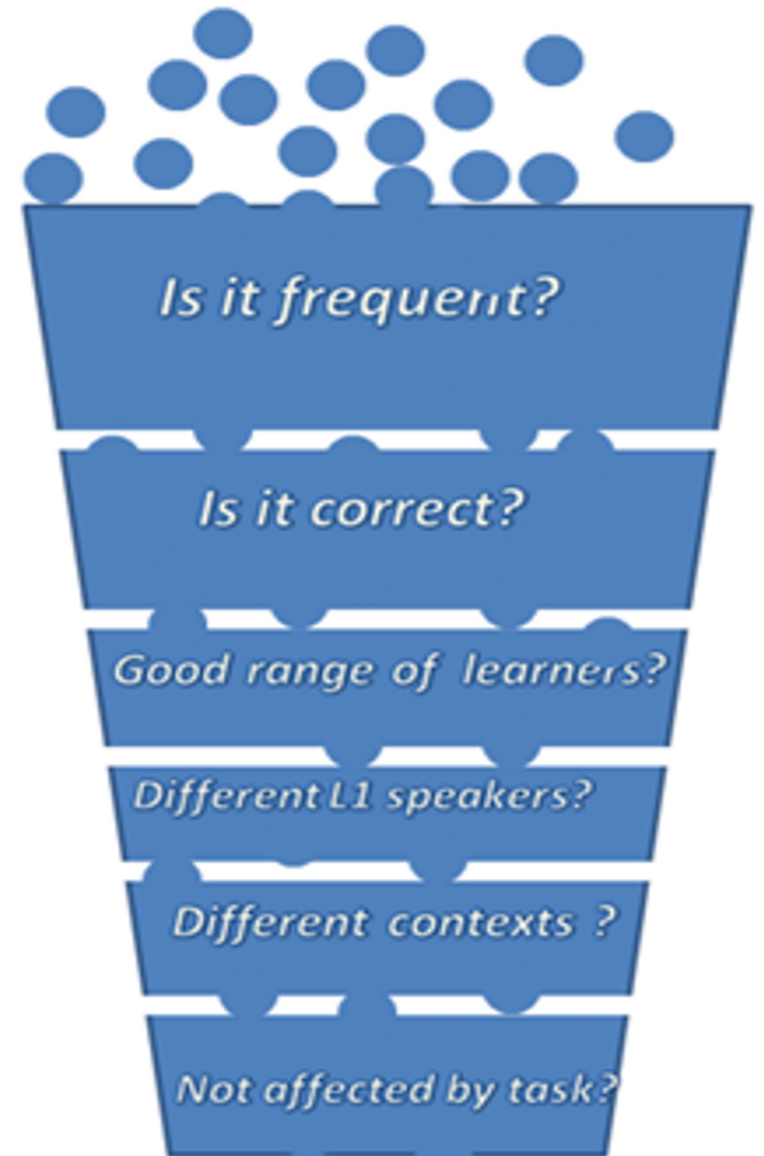 Is it frequent?
Is it correct?
Good range of learners?
Different L1 speakers?
Different contexts ?
Not affected by task?